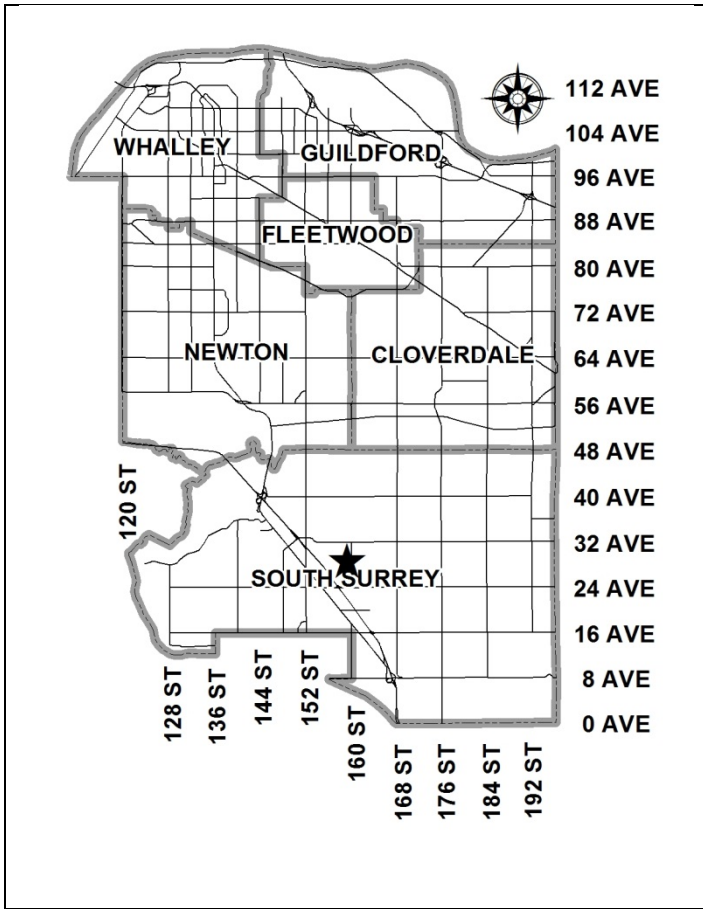 112 AVE
104 AVE
WHALLEY
GUILDFORD
96 AVE
88 AVE
FLEETWOOD
80 AVE
72 AVE
NEWTON
CLOVERDALE
64 AVE
56 AVE
48 AVE
40 AVE
120 ST
32 AVE
SOUTH SURREY
24 AVE
16 AVE
8 AVE
0 AVE
128 ST
136 ST
144 ST
152 ST
160 ST
168 ST
176 ST
184 ST
192 ST